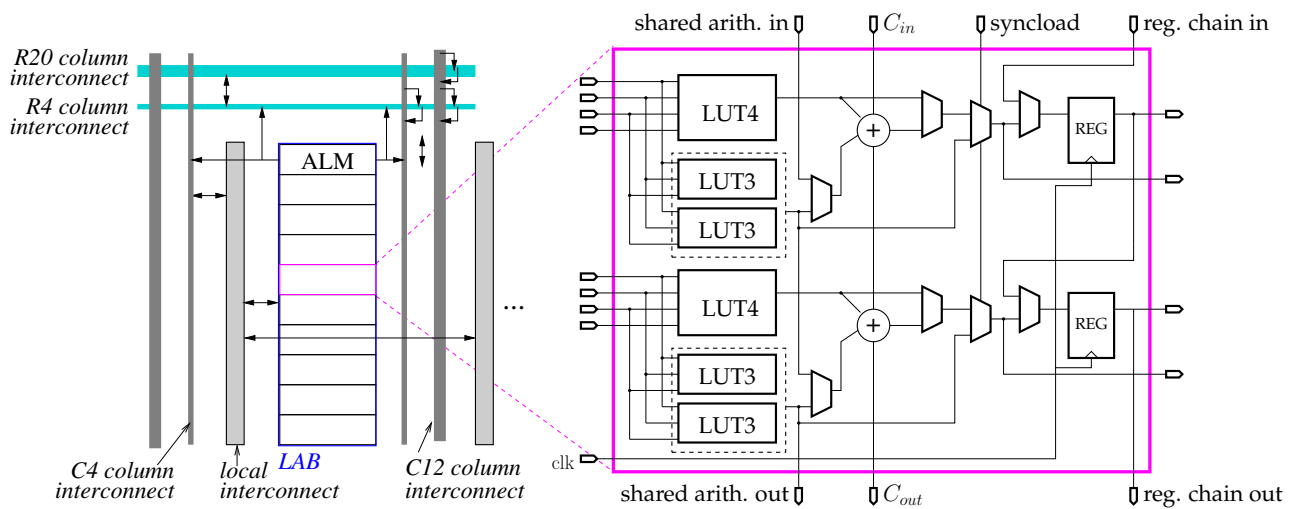 shared arith. in
C_in
syncload
reg. chain in
R20 column
interconnect
R4 column
interconnect
ALM
...
LAB
C4 column
interconnect
local
interconnect
C12 column
interconnect
LUT4
LUT3
LUT3
+
REG
LUT4
LUT3
LUT3
+
REG
clk
shared arith. out
C_out
reg. chain out